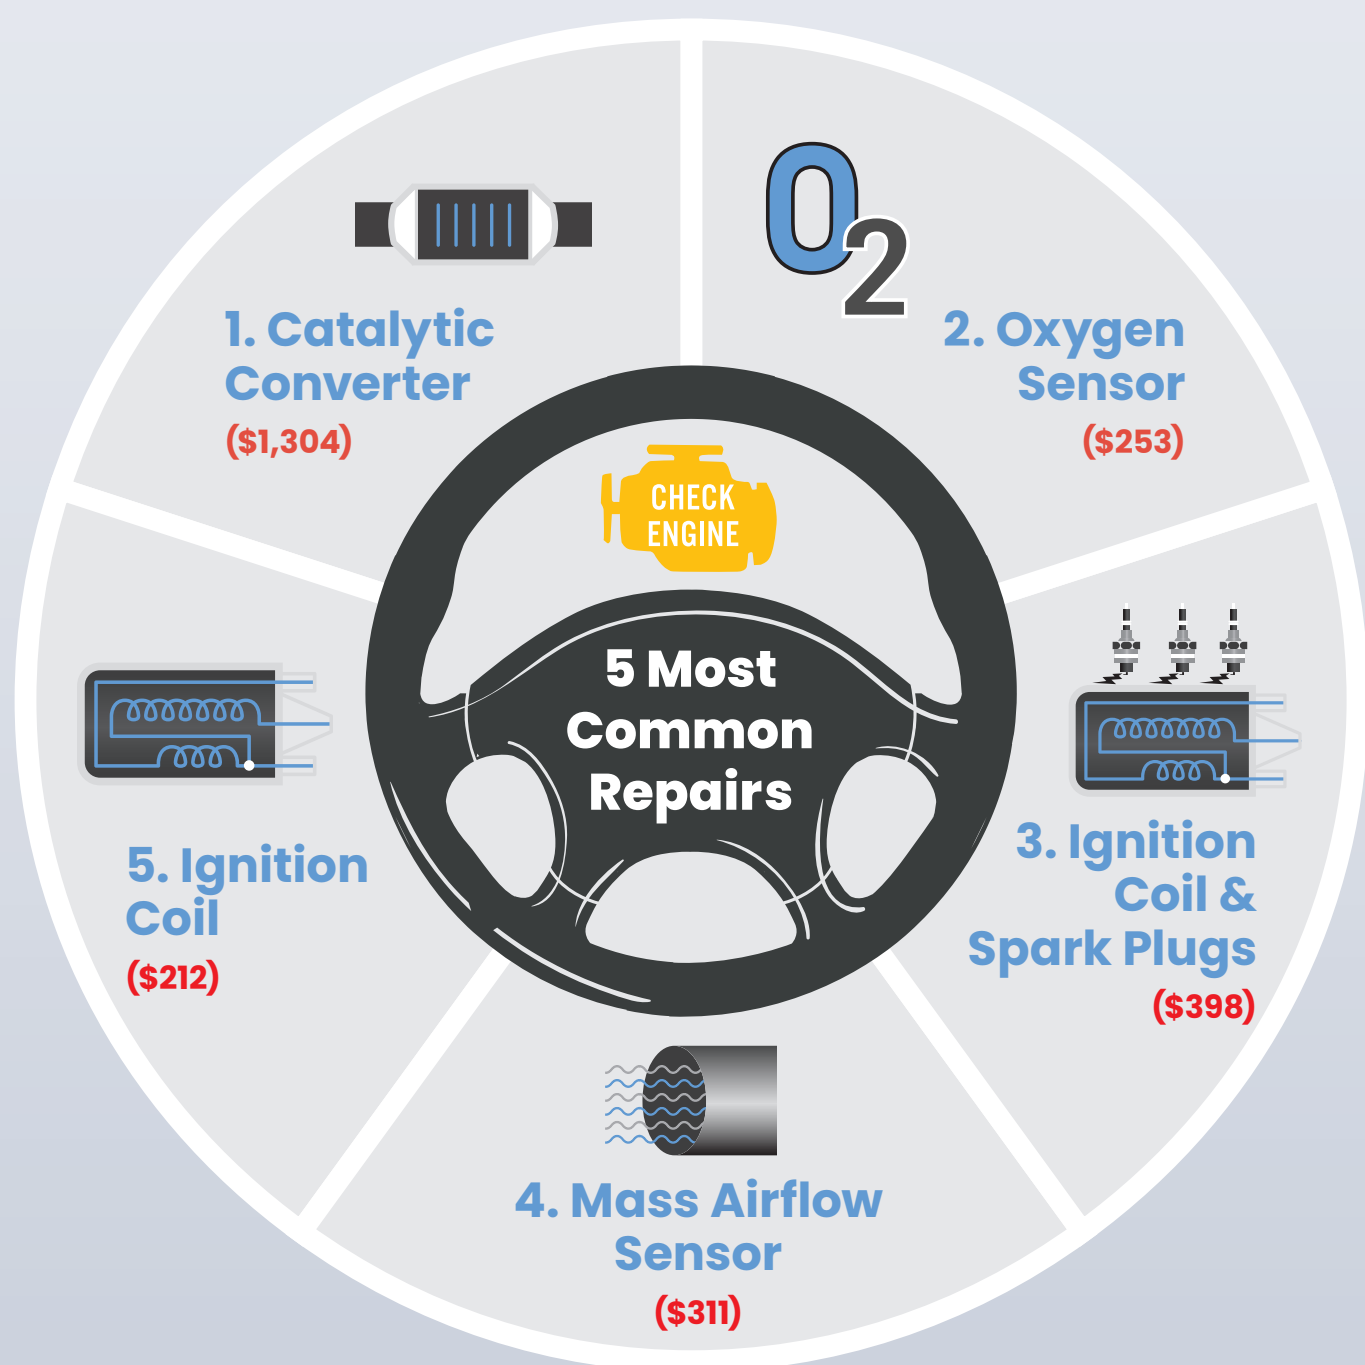 O2
1. Catalytic
Converter
($1,304)
2. Oxygen
Sensor
($253)
CHECK
ENGINE
5 Most
Common
Repairs
3. Ignition
Coil &
Spark Plugs
($398)
4. Mass Airflow
Sensor
($311)
5. Ignition
Coil
($212)